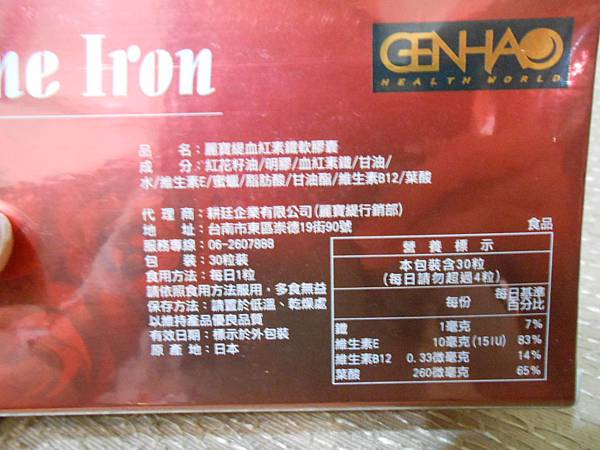 me Iron
GENHAO
HEALTH WORLD
品　　名：麗寶緹血紅素鐵軟膠囊
成　　分：紅花籽油/明膠/血紅素鐵/甘油/
水/維生素E/蜜蠟/脂肪酸/甘油酯/維生素B12/葉酸
代 理 商：耕廷企業有限公司(麗寶緹行銷部)
地　　址：台南市東區崇德19街90號
服務專線：06-2607888
包　　裝：30粒裝
食用方法：每日1粒
請依照食用方法服用，多食無益
保存方法：請置於低溫、乾燥處
以維持產品優良品質
有效日期：標示於外包裝
原 產 地：日本
食品
營 養 標 示
本包裝含30粒
(每日請勿超過4粒)
每份 每日基準百分比
鐵 1毫克 7%
維生素E 10毫克(15IU) 83%
維生素B12 0.33微毫克 14%
葉酸 260微毫克 65%